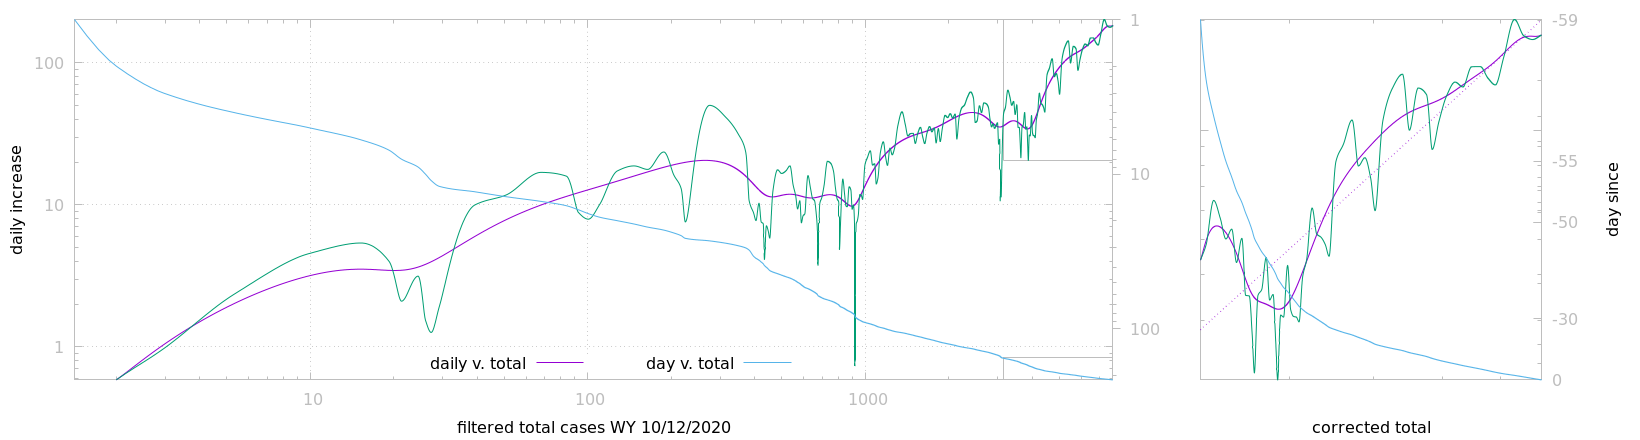 daily increase
100
10
1
10
100
1000
1
10
100
daily v. total
day v. total
filtered total cases WY 10/12/2020
-59
-55
-50
-30
0
day since
corrected total